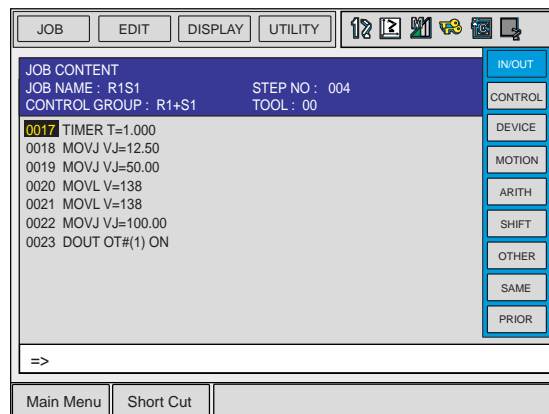 JOB EDIT DISPLAY UTILITY
JOB CONTENT
JOB NAME : R1S1 STEP NO : 004
CONTROL GROUP : R1+S1 TOOL : 00
0017 TIMER T=1.000
0018 MOVJ VJ=12.50
0019 MOVJ VJ=50.00
0020 MOVL V=138
0021 MOVL V=138
0022 MOVJ VJ=100.00
0023 DOUT OT#(1) ON
IN/OUT
CONTROL
DEVICE
MOTION
ARITH
SHIFT
OTHER
SAME
PRIOR
=>
Main Menu Short Cut